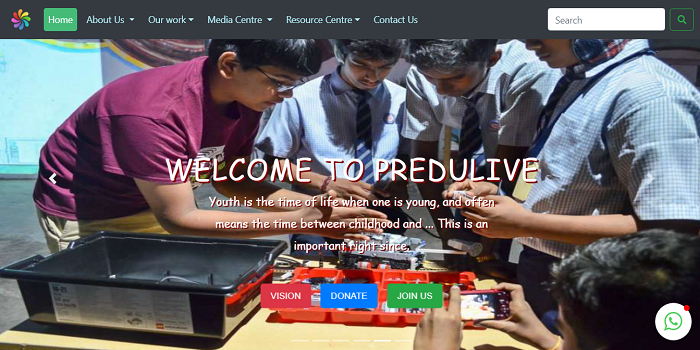 Home
About Us
Our work
Media Centre
Resource Centre
Contact Us
Search
WELCOME TO PREDULIVE
Youth is the time of life when one is young, and often
means the time between childhood and ... This is an
important right since.
VISION
DONATE
JOIN US